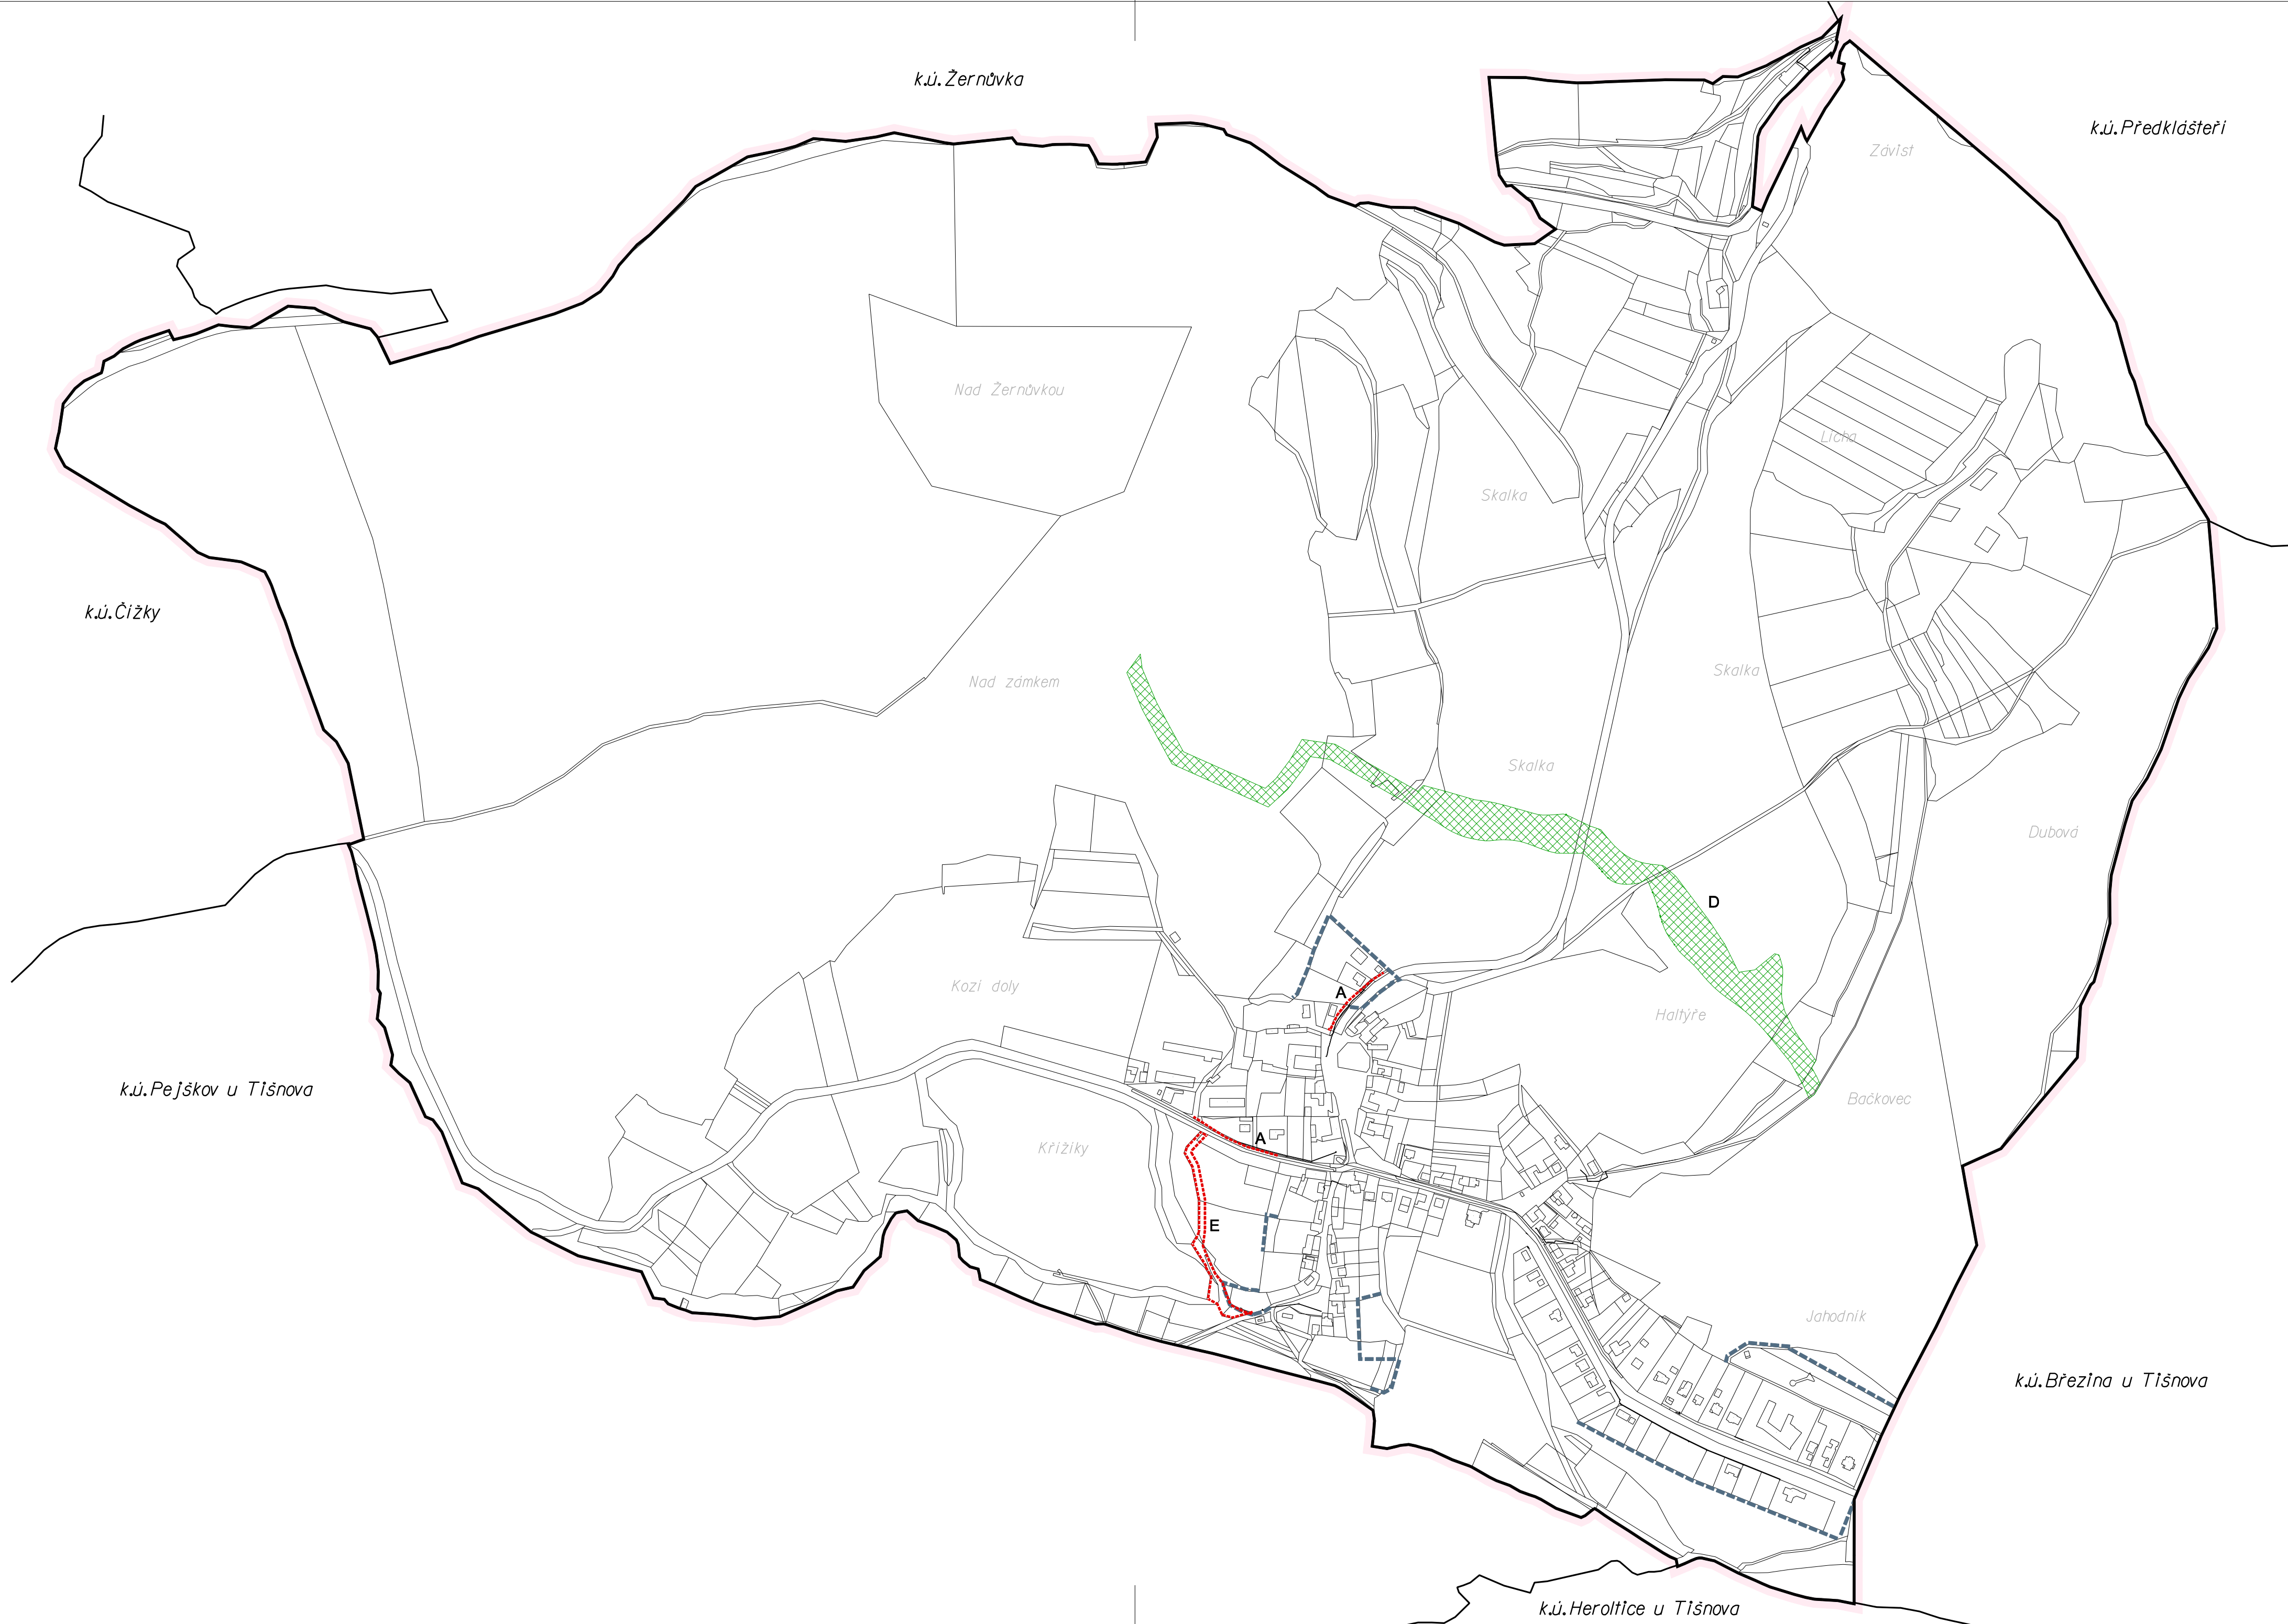 k.ú.Žernůvka
k.ú.Předklášteří
Závist
Nad Žernůvkou
Lícha
Skalka
k.ú.Čížky
Skalka
Nad zámkem
Skalka
Dubová
D
Kozí doly
A
Haltýře
k.ú.Pejškov u Tišnova
Bačkovec
A
Křížiky
E
Jahodník
k.ú.Březina u Tišnova
k.ú.Heroltice u Tišnova